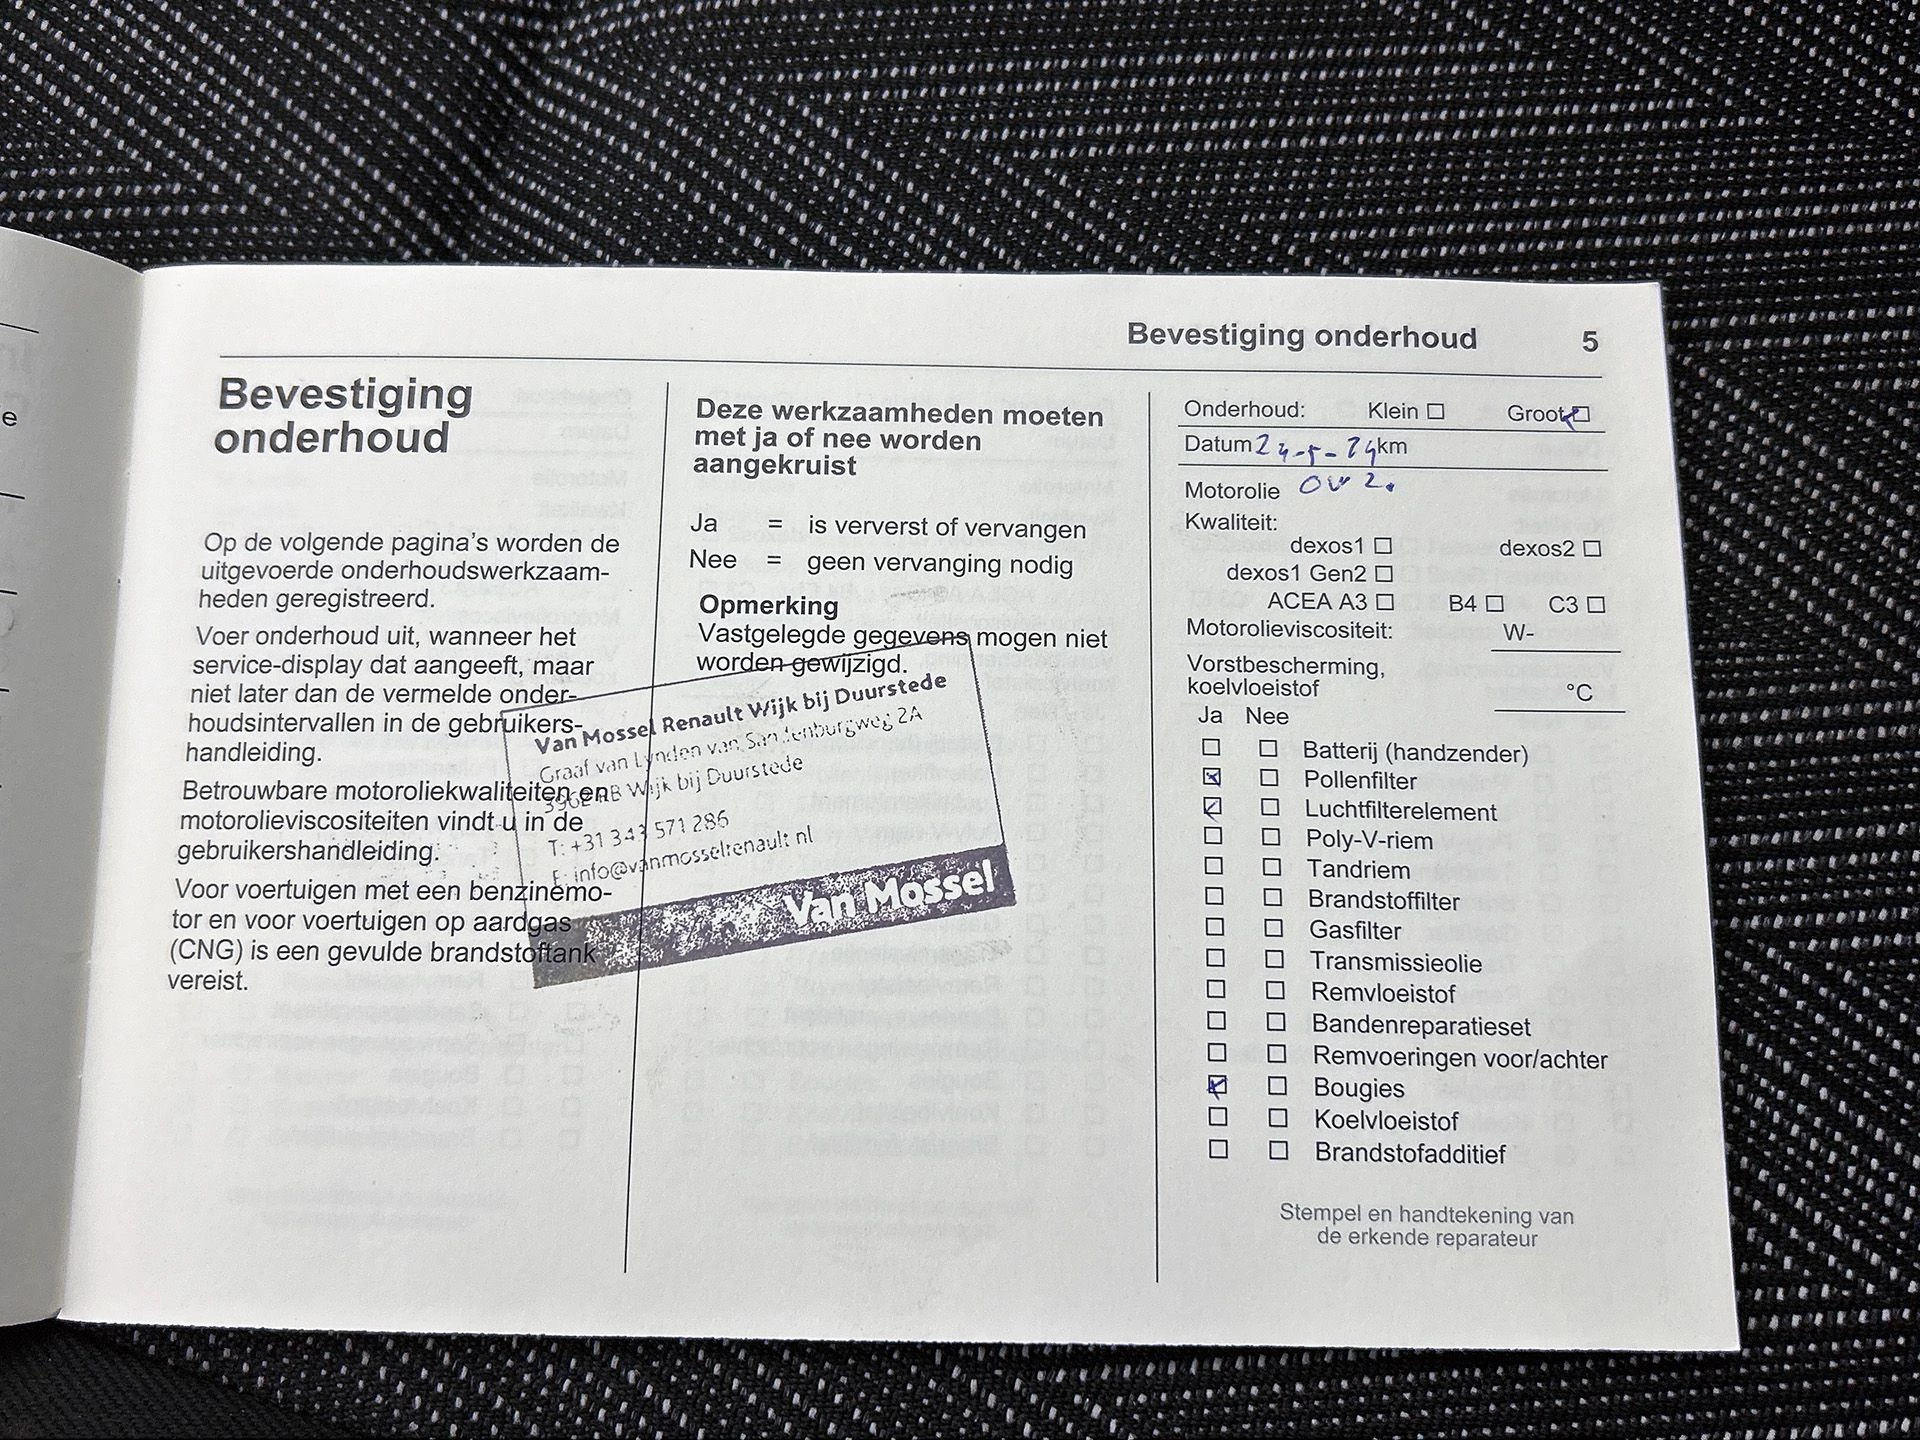 Bevestiging onderhoud 5
Bevestiging
onderhoud
Op de volgende pagina's worden de
uitgevoerde onderhoudswerkzaam-
heden geregistreerd.
Voer onderhoud uit, wanneer het
service-display dat aangeeft, maar
niet later dan de vermelde onder-
houdsintervallen in de gebruikers-
handleiding.
Betrouwbare motoroliekwaliteiten en
motorolieviscositeiten vindt u in de
gebruikershandleiding.
Voor voertuigen met een benzinemo-
tor en voor voertuigen op aardgas
(CNG) is een gevulde brandstoftank
vereist.
Deze werkzaamheden moeten
met ja of nee worden
aangekruist
Ja = is ververst of vervangen
Nee = geen vervanging nodig
Opmerking
Vastgelegde gegevens mogen niet
worden gewijzigd.
Van Mossel Renault Wijk bij Duurstede
Graaf van Lynden van Sandenburgweg 2A
Wijk bij Duurstede
T: +31 343 571 286
E: info@vanmosselrenault.nl
Van Mossel
Onderhoud: Klein Groot
Datum 24-5-24 km
Motorolie
Kwaliteit:
dexos1 dexos2
dexos1 Gen2
ACEA A3 B4 C3
Motorolieviscositeit: W-
Vorstbescherming,
koelvloeistof °C
Ja Nee
Batterij (handzender)
Pollenfilter
Luchtfilterelement
Poly-V-riem
Tandriem
Brandstoffilter
Gasfilter
Transmissieolie
Remvloeistof
Bandenreparatieset
Remvoeringen voor/achter
Bougies
Koelvloeistof
Brandstofadditief
Stempel en handtekening van
de erkende reparateur
e